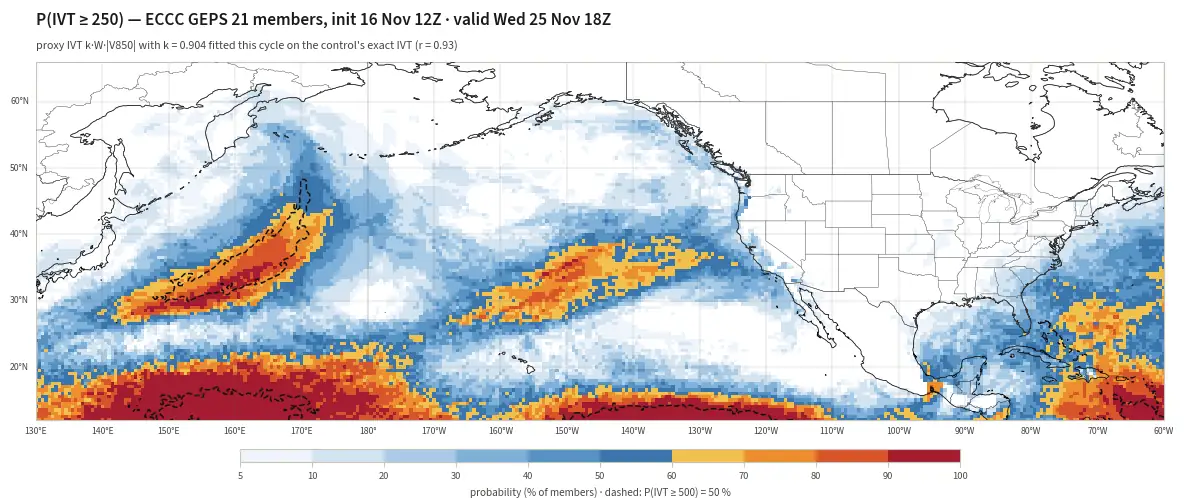 P(IVT ≥ 250) — ECCC GEPS 21 members, init 16 Nov 12Z · valid Wed 25 Nov 18Z
proxy IVT k·W·|V850| with k = 0.904 fitted this cycle on the control's exact IVT (r = 0.93)
60°N
50°N
40°N
30°N
20°N
130°E 140°E 150°E 160°E 170°E 180° 170°W 160°W 150°W 140°W 130°W 120°W 110°W 100°W 90°W 80°W 70°W 60°W
5 10 20 30 40 50 60 70 80 90 100
probability (% of members) · dashed: P(IVT ≥ 500) = 50 %